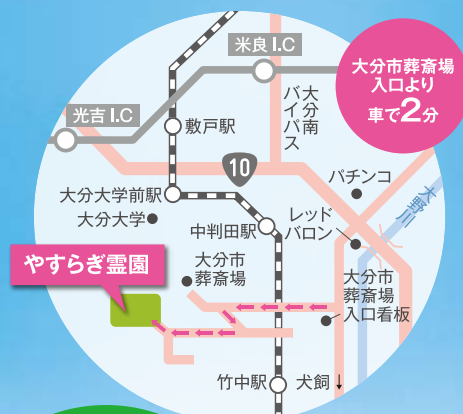 米良I.C
大分市葬斎場
入口より
車で2分
光吉I.C
大分南
バイパス
敷戸駅
10
パチンコ
大分大学前駅
大分大学
レッド
バロン
大野川
中判田駅
やすらぎ霊園
大分市
葬斎場
大分市
葬斎場
入口看板
竹中駅
犬飼↓